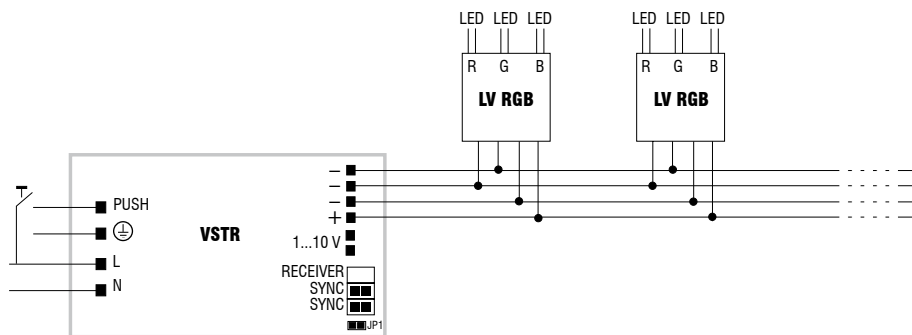 LED LED LED LED LED LED
R G B R G B
LV RGB LV RGB
−
−
PUSH −
+
VSTR
1...10 V
L
RECEIVER
N SYNC
SYNC
JP1